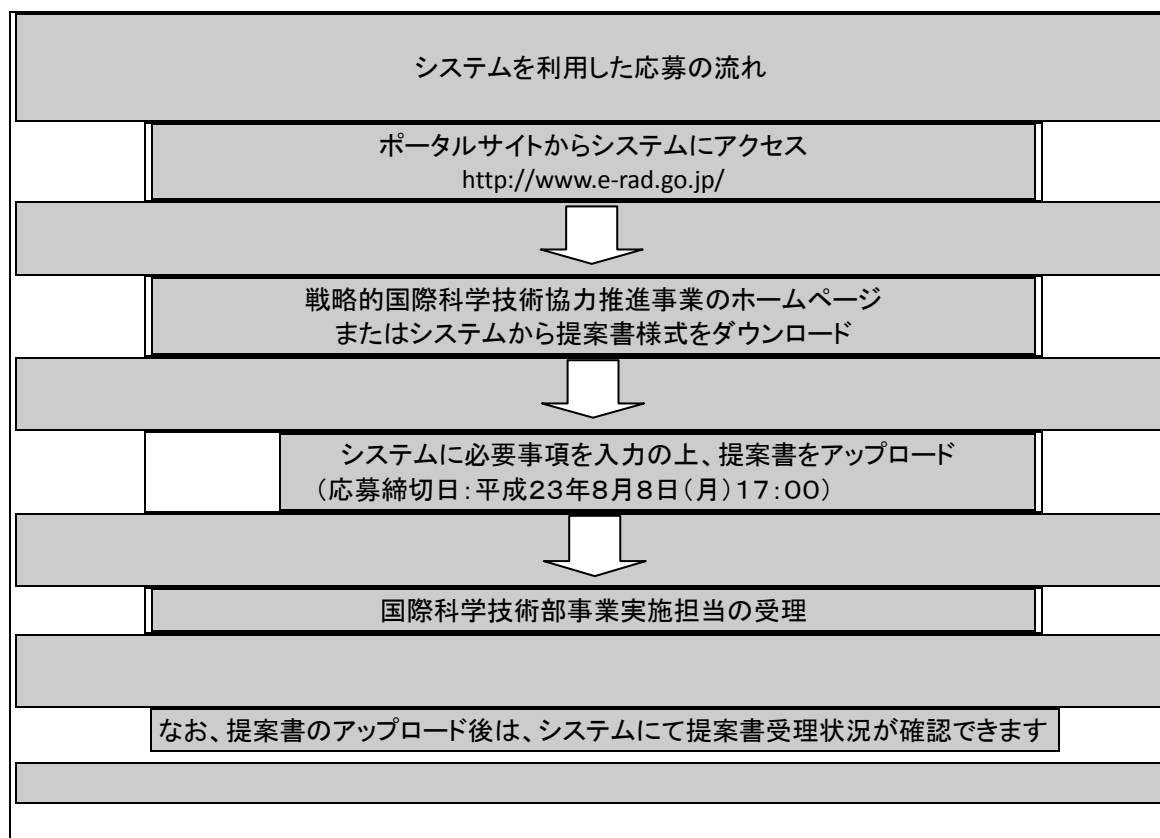 システムを利用した応募の流れ
ポータルサイトからシステムにアクセス
http://www.e-rad.go.jp/
戦略的国際科学技術協力推進事業のホームページ
またはシステムから提案書様式をダウンロード
システムに必要事項を入力の上、提案書をアップロード
（応募締切日：平成２３年８月８日（月）１７：００）
国際科学技術部事業実施担当の受理
なお、提案書のアップロード後は、システムにて提案書受理状況が確認できます